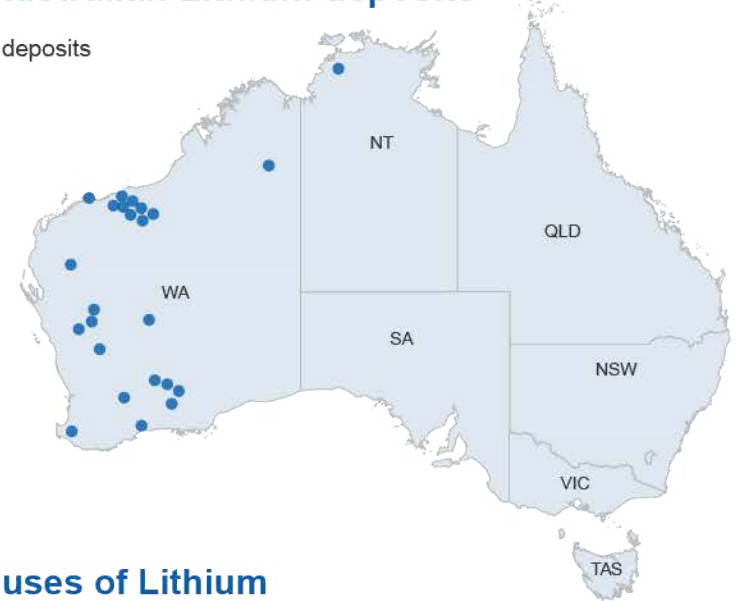 deposits
NT
QLD
WA
SA
NSW
VIC
TAS
uses of Lithium